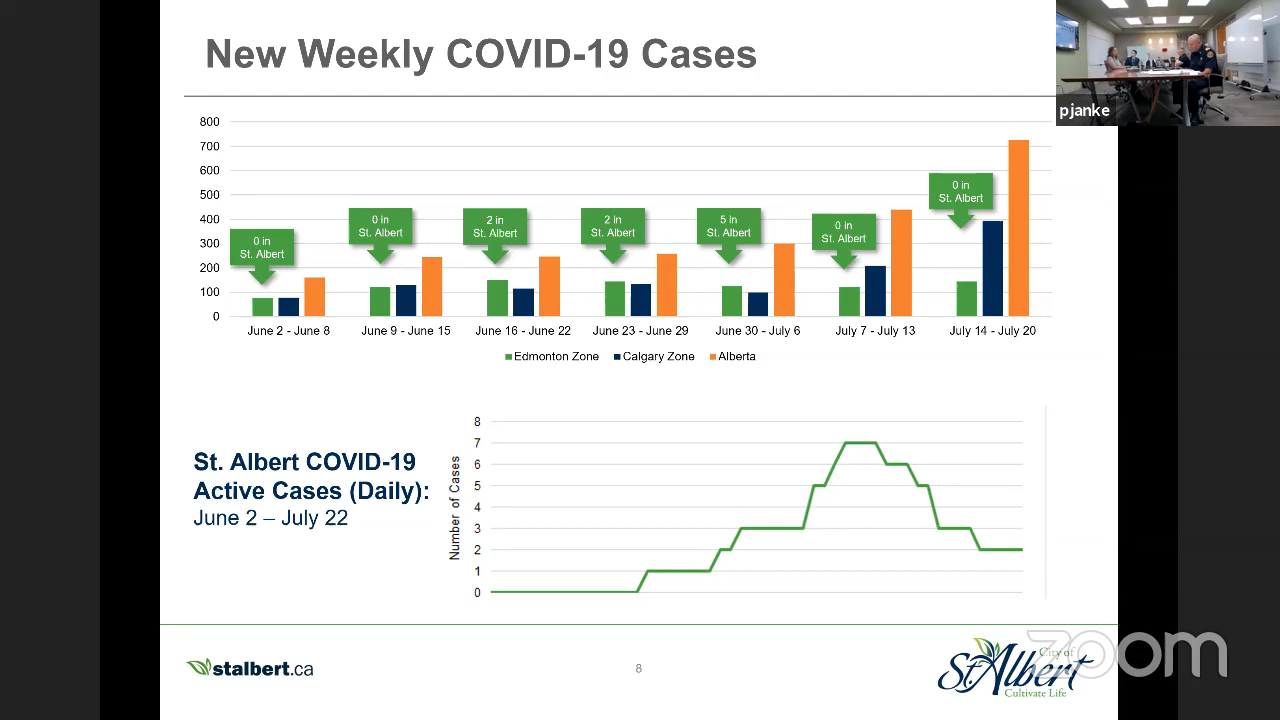 New Weekly COVID-19 Cases
pjanke
800
700
600
500
400
300
200
100
0
0 in
St. Albert
0 in
St. Albert
2 in
St. Albert
2 in
St. Albert
5 in
St. Albert
0 in
St. Albert
0 in
St. Albert
June 2 - June 8
June 9 - June 15
June 16 - June 22
June 23 - June 29
June 30 - July 6
July 7 - July 13
July 14 - July 20
Edmonton Zone
Calgary Zone
Alberta
St. Albert COVID-19
Active Cases (Daily):
June 2 – July 22
Number of Cases
8
7
6
5
4
3
2
1
0
stalbert.ca
8
City of
St. Albert
Cultivate Life
zoom